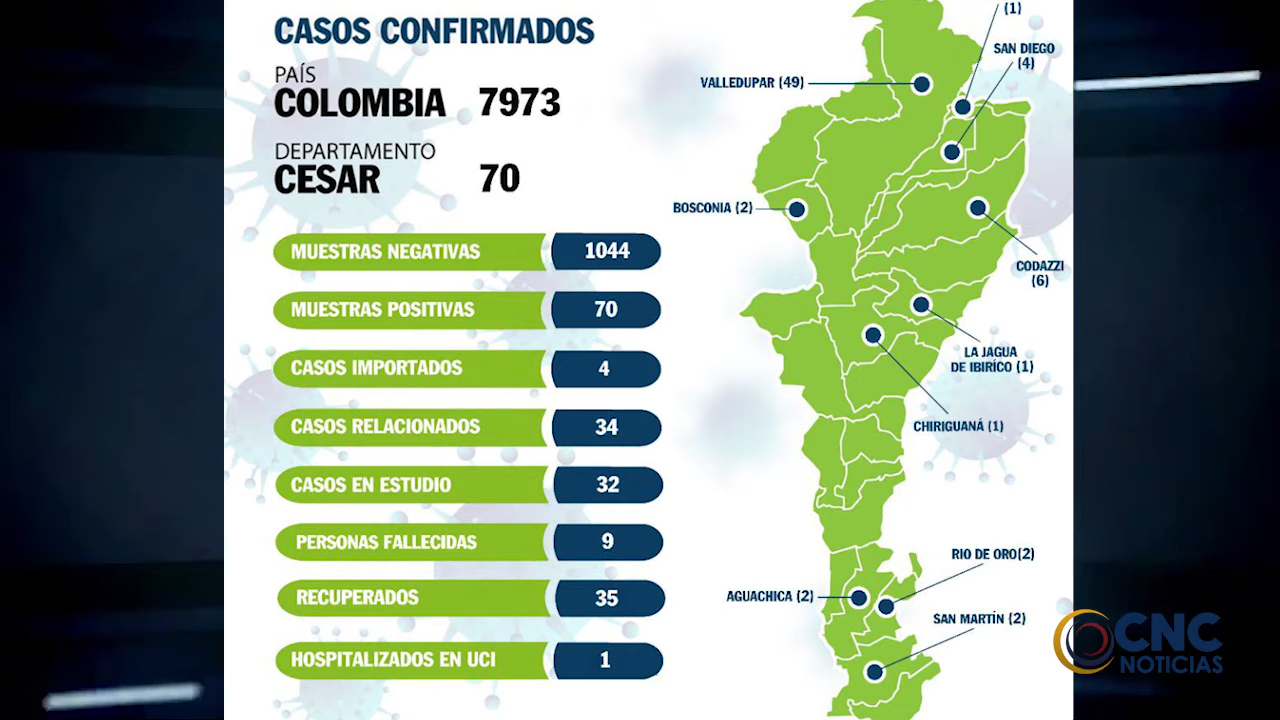 CASOS CONFIRMADOS
PAÍS
COLOMBIA 7973
DEPARTAMENTO
CESAR 70
MUESTRAS NEGATIVAS 1044
MUESTRAS POSITIVAS 70
CASOS IMPORTADOS 4
CASOS RELACIONADOS 34
CASOS EN ESTUDIO 32
PERSONAS FALLECIDAS 9
RECUPERADOS 35
HOSPITALIZADOS EN UCI 1
(1)
SAN DIEGO
(4)
VALLEDUPAR (49)
BOSCONIA (2)
CODAZZI
(6)
LA JAGUA
DE IBIRÍCO (1)
CHIRIGUANÁ (1)
RIO DE ORO(2)
AGUACHICA (2)
SAN MARTÍN (2)
CNC
NOTICIAS